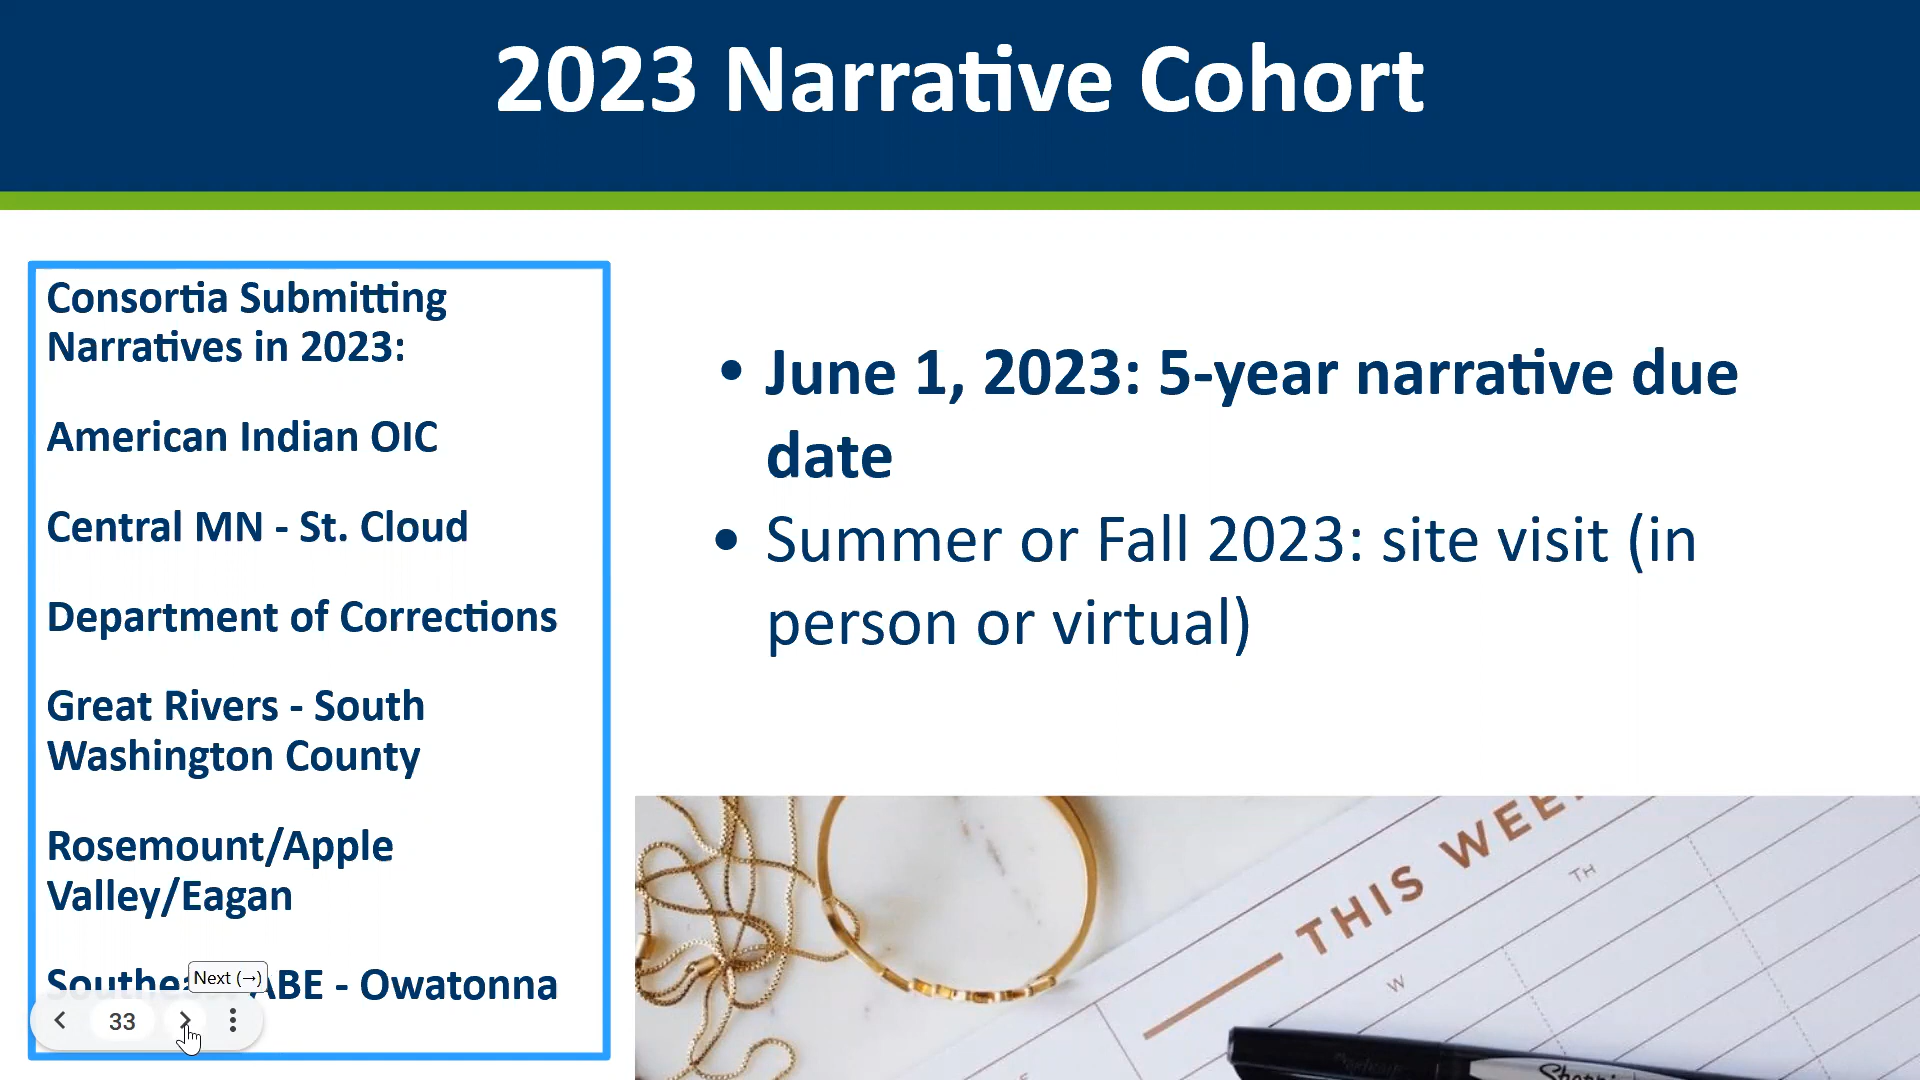 2023 Narrative Cohort
Consortia Submitting
Narratives in 2023:
American Indian OIC
Central MN - St. Cloud
Department of Corrections
Great Rivers - South
Washington County
Rosemount/Apple
Valley/Eagan
ABE - Owatonna
Next (→)
33
• June 1, 2023: 5-year narrative due
date
• Summer or Fall 2023: site visit (in
person or virtual)
THIS
TH
W